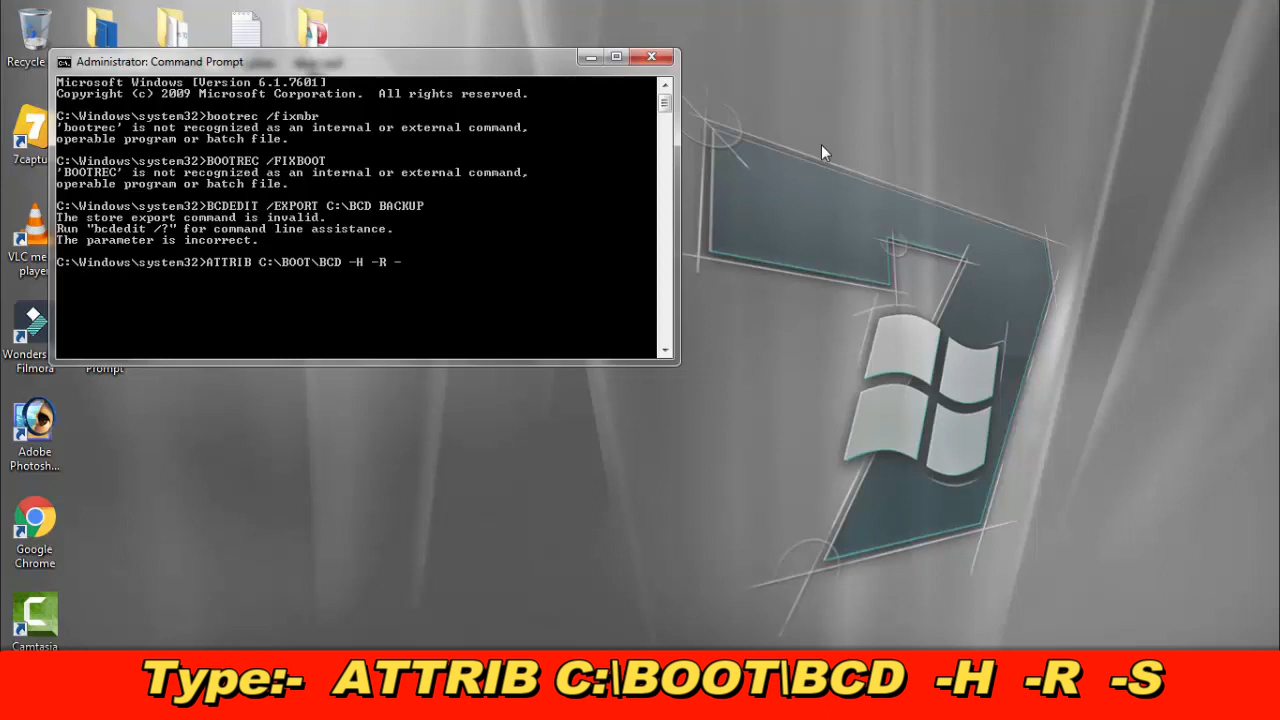 Recycle
Administrator: Command Prompt
Microsoft Windows [Version 6.1.7601]
Copyright (c) 2009 Microsoft Corporation.  All rights reserved.
C:\Windows\system32>bootrec /fixmbr
'bootrec' is not recognized as an internal or external command,
operable program or batch file.
C:\Windows\system32>BOOTREC /FIXBOOT
'BOOTREC' is not recognized as an internal or external command,
operable program or batch file.
C:\Windows\system32>BCDEDIT /EXPORT C:\BCD BACKUP
The store export command is invalid.
Run "bcdedit /?" for command line assistance.
The parameter is incorrect.
C:\Windows\system32>ATTRIB C:\BOOT\BCD -H -R -
7captu
VLC me
player
Wonders
Filmora
Prompt
Adobe
Photosh...
Google
Chrome
Camtasia
Type:- ATTRIB C:\BOOT\BCD -H -R -S